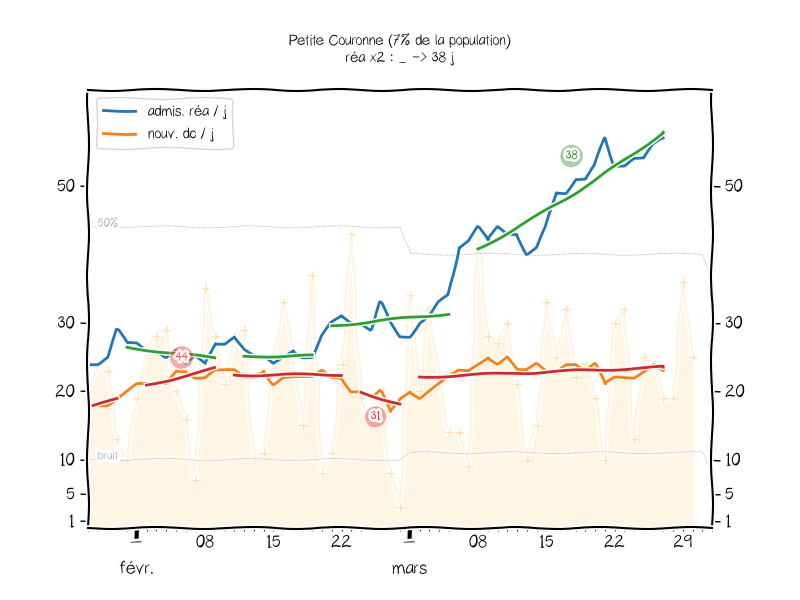 Petite Couronne (7% de la population)
réa x2 : _ -> 38 j
admis. réa / j
nouv. dc / j
38
50 50
50%
30 30
44
20 20
31
bruit
10 10
5 5
1 1
08 15 22 08 15 22 29
févr. mars